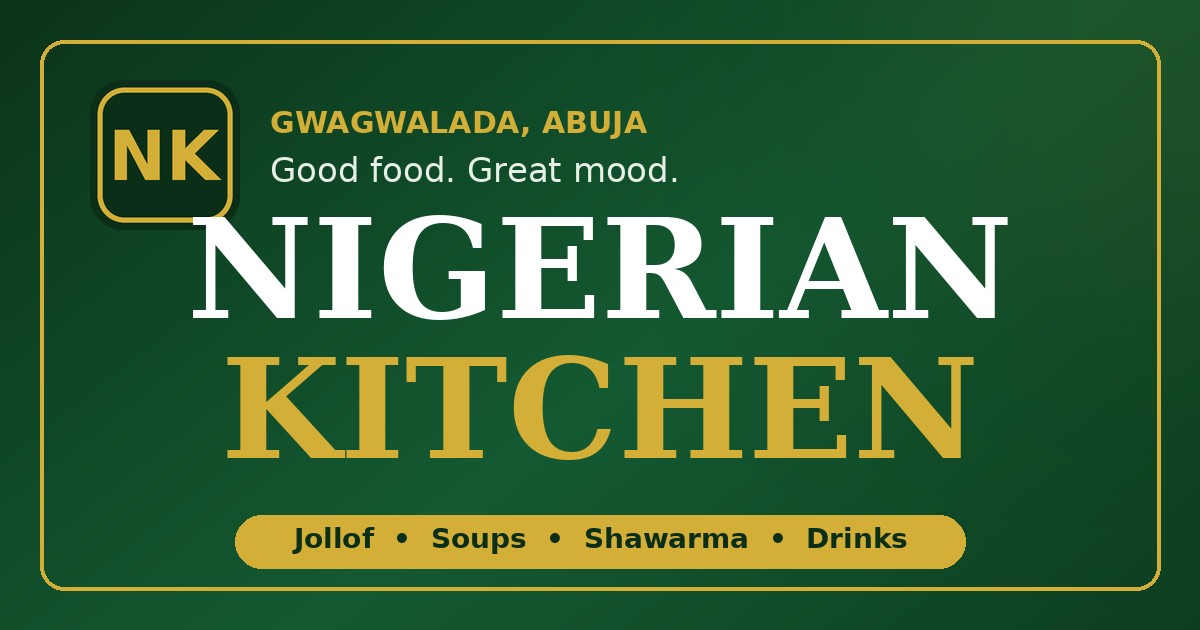 NK
GWAGWALADA, ABUJA
Good food. Great mood.
NIGERIAN
KITCHEN
Jollof • Soups • Shawarma • Drinks